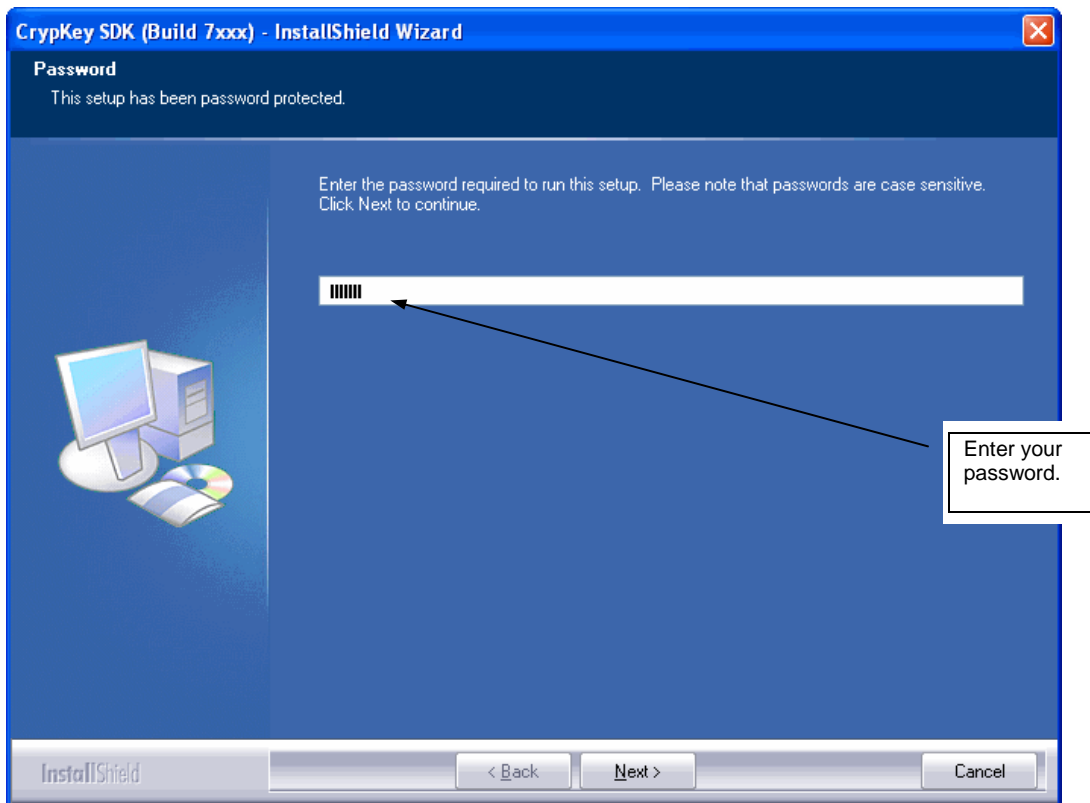 CrypKey SDK (Build 7xxx) - InstallShield Wizard
Password
This setup has been password protected.
Enter the password required to run this setup.  Please note that passwords are case sensitive.
Click Next to continue.
Enter your
password.
InstallShield
< Back
Next >
Cancel